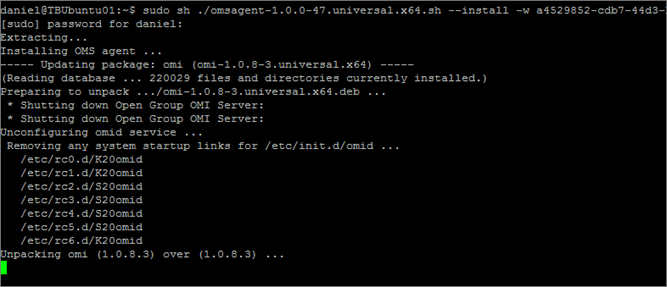 daniel@TBUbuntu01:~$ sudo sh ./omsagent-1.0.0-47.universal.x64.sh --install -w a4529852-cdb7-44d3-
[sudo] password for daniel:
Extracting...
Installing OMS agent ...
----- Updating package: omi (omi-1.0.8-3.universal.x64) -----
(Reading database ... 220029 files and directories currently installed.)
Preparing to unpack .../omi-1.0.8-3.universal.x64.deb ...
 * Shutting down Open Group OMI Server:
 * Shutting down Open Group OMI Server:
Unconfiguring omid service ...
 Removing any system startup links for /etc/init.d/omid ...
   /etc/rc0.d/K20omid
   /etc/rc1.d/K20omid
   /etc/rc2.d/S20omid
   /etc/rc3.d/S20omid
   /etc/rc4.d/S20omid
   /etc/rc5.d/S20omid
   /etc/rc6.d/K20omid
Unpacking omi (1.0.8.3) over (1.0.8.3) ...